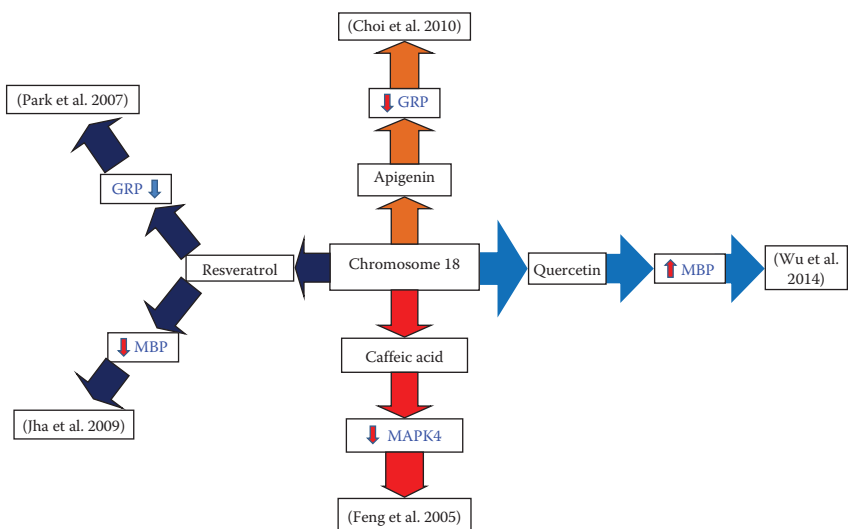 (Choi et al. 2010)
(Park et al. 2007)
GRP
Apigenin
GRP
Chromosome 18
Resveratrol
Quercetin
MBP
(Wu et al.
2014)
MBP
Caffeic acid
(Jha et al. 2009)
MAPK4
(Feng et al. 2005)